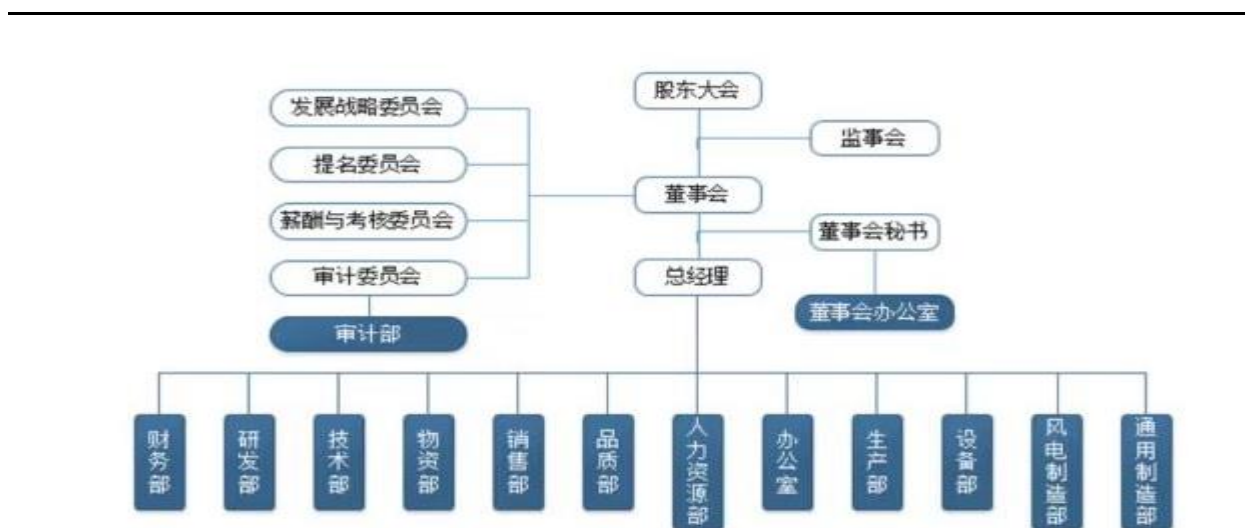 股东大会
发展战略委员会
监事会
提名委员会
董事会
薪酬与考核委员会
董事会秘书
审计委员会
总经理
董事会办公室
审计部
财务部
研发部
技术部
物资部
销售部
品质部
人力资源部
办公室
生产部
设备部
风电制造部
通用制造部